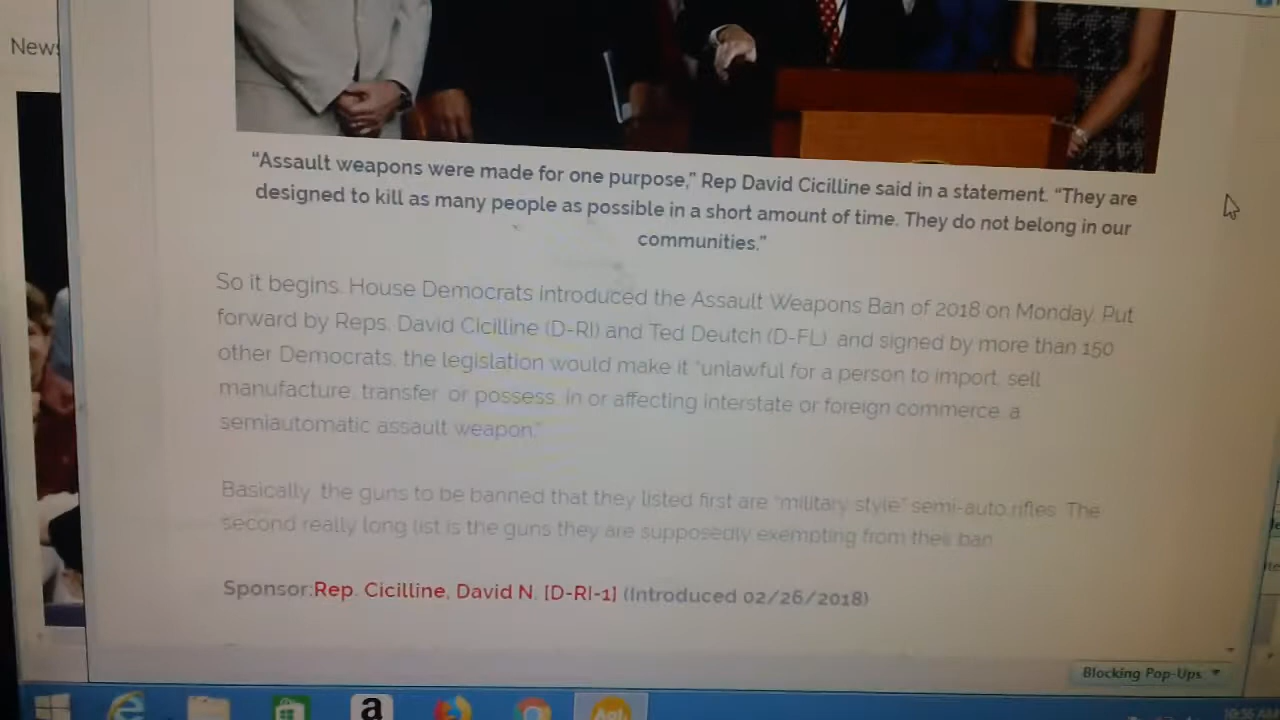 News
“Assault weapons were made for one purpose,” Rep David Cicilline said in a statement. “They are
designed to kill as many people as possible in a short amount of time. They do not belong in our
communities.”
So it begins. House Democrats introduced the Assault Weapons Ban of 2018 on Monday. Put
forward by Reps. David Cicilline (D-RI) and Ted Deutch (D-FL), and signed by more than 150
other Democrats, the legislation would make it “unlawful for a person to import, sell
manufacture, transfer, or possess, in or affecting interstate or foreign commerce, a
semiautomatic assault weapon.”
Basically, the guns to be banned that they listed first are “military style” semi-auto rifles. The
second really long list is the guns they are supposedly exempting from their ban.
Sponsor:Rep. Cicilline, David N. [D-RI-1] (Introduced 02/26/2018)
Blocking Pop-Ups
a